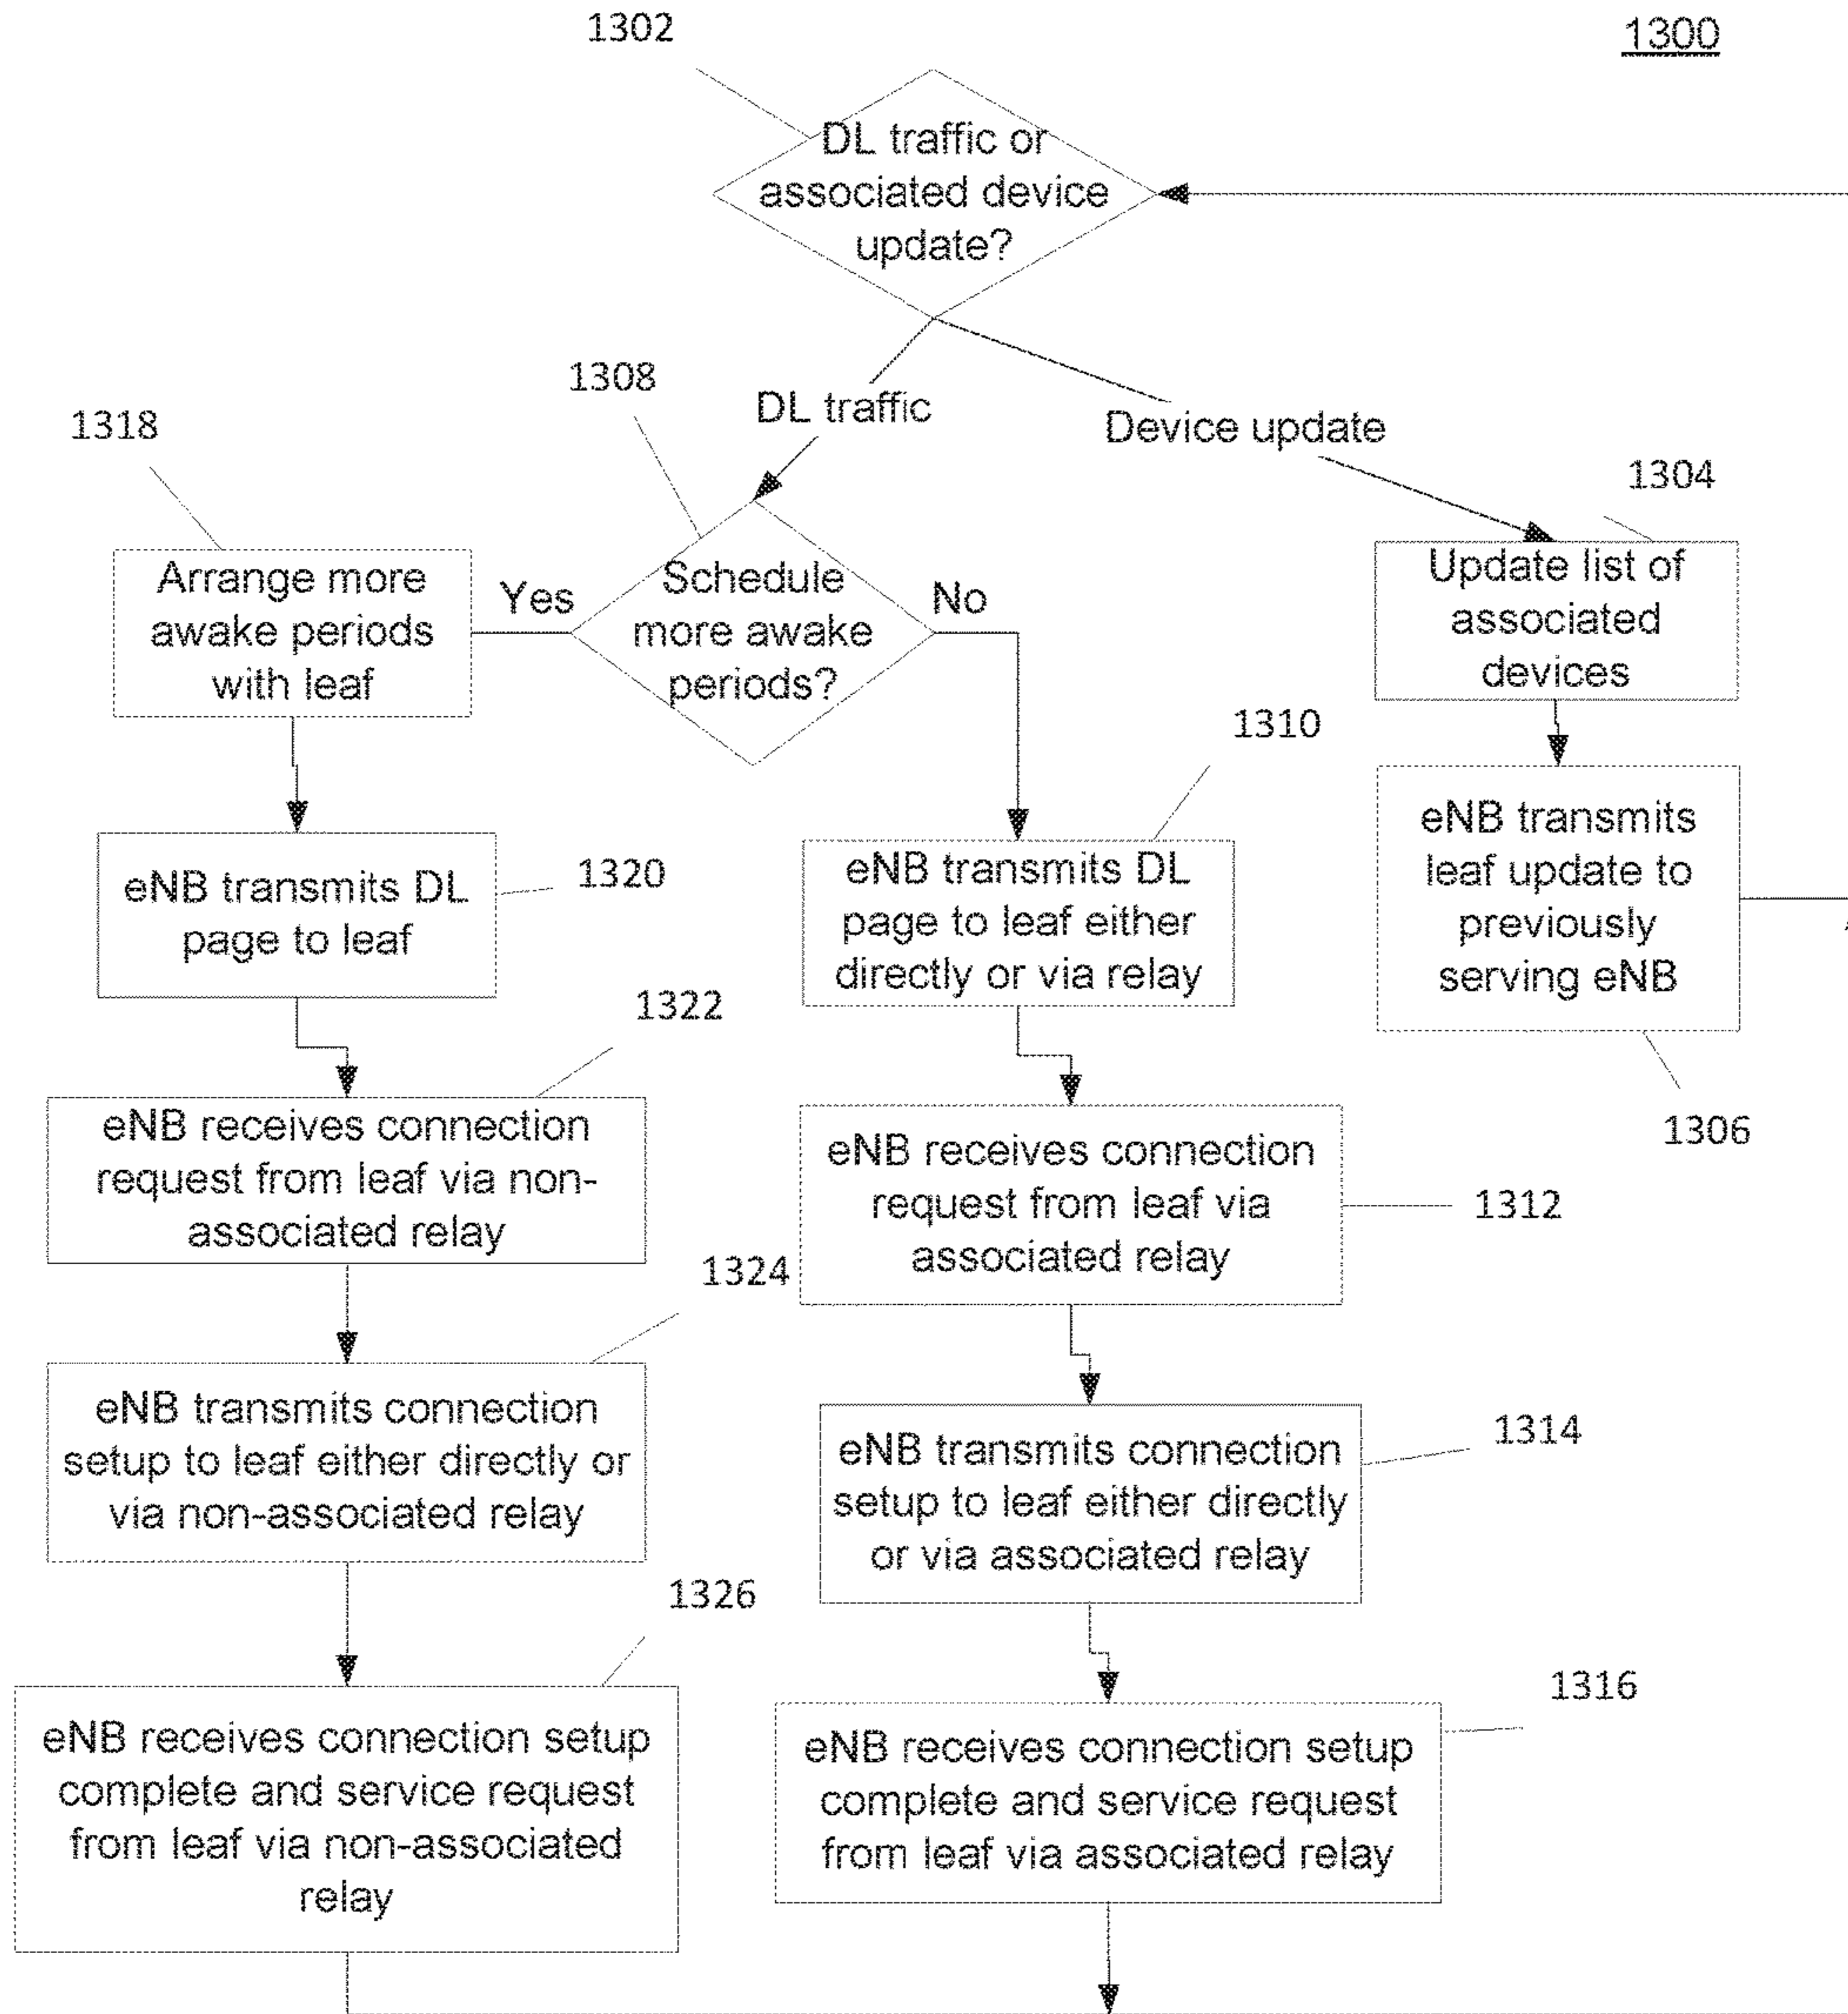 1302
1300
DL traffic or
associated device
update?
1308
DL traffic
Device update
1318
1304
Arrange more
awake periods
with leaf
Yes
Schedule
more awake
periods?
No
Update list of
associated
devices
1310
eNB transmits DL
page to leaf
1320
eNB transmits DL
page to leaf either
directly or via relay
eNB transmits
leaf update to
previously
serving eNB
1322
1306
eNB receives connection
request from leaf via non-
associated relay
eNB receives connection
request from leaf via
associated relay
1312
1324
eNB transmits connection
setup to leaf either directly or
via non-associated relay
eNB transmits connection
setup to leaf either directly
or via associated relay
1314
1326
1316
eNB receives connection setup
complete and service request
from leaf via non-associated
relay
eNB receives connection setup
complete and service request
from leaf via associated relay